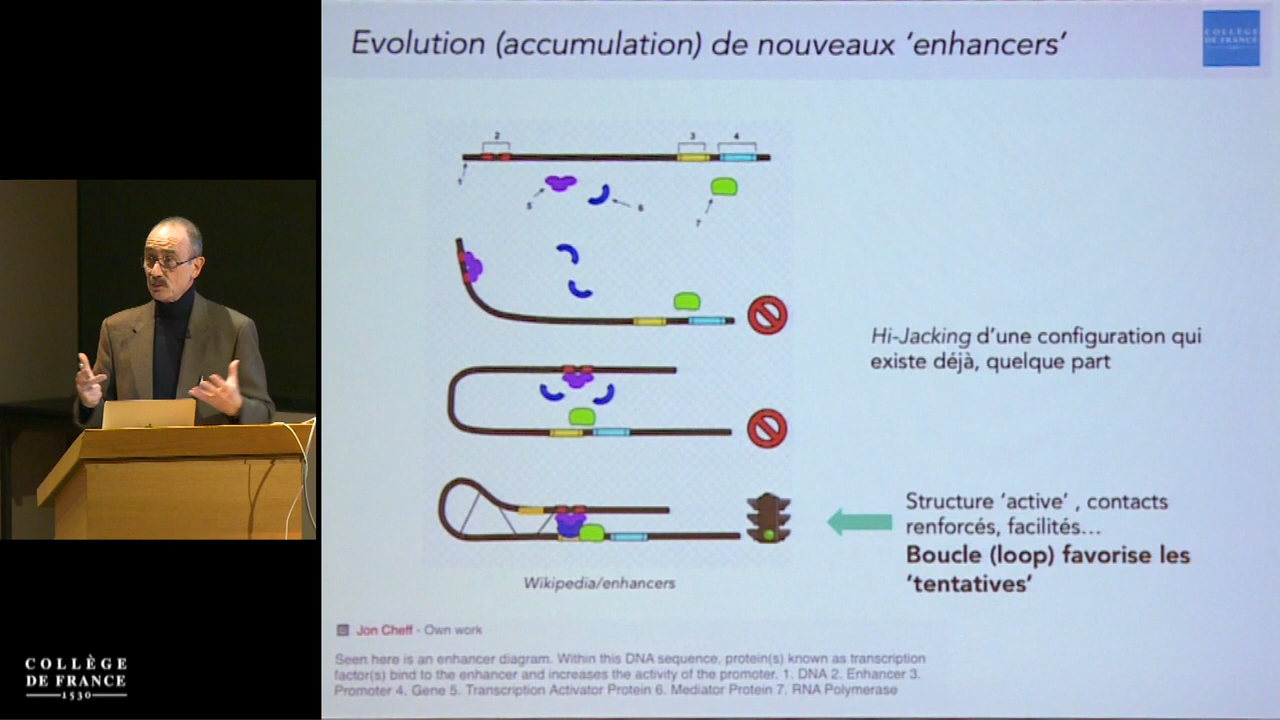 Evolution (accumulation) de nouveaux 'enhancers'
COLLÈGE
DE FRANCE
1530
2
3
4
1
5
6
7
Hi-Jacking d'une configuration qui
existe déjà, quelque part
Structure 'active' , contacts
renforcés, facilités...
Boucle (loop) favorise les
'tentatives'
Wikipedia/enhancers
Jon Cheff - Own work
Seen here is an enhancer diagram. Within this DNA sequence, protein(s) known as transcription
factor(s) bind to the enhancer and increases the activity of the promoter. 1. DNA 2. Enhancer 3.
Promoter 4. Gene 5. Transcription Activator Protein 6. Mediator Protein 7. RNA Polymerase
COLLÈGE
DE FRANCE
1530